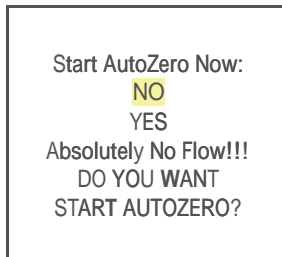 Start AutoZero Now:
NO
YES
Absolutely No Flow!!!
DO YOU WANT
START AUTOZERO?